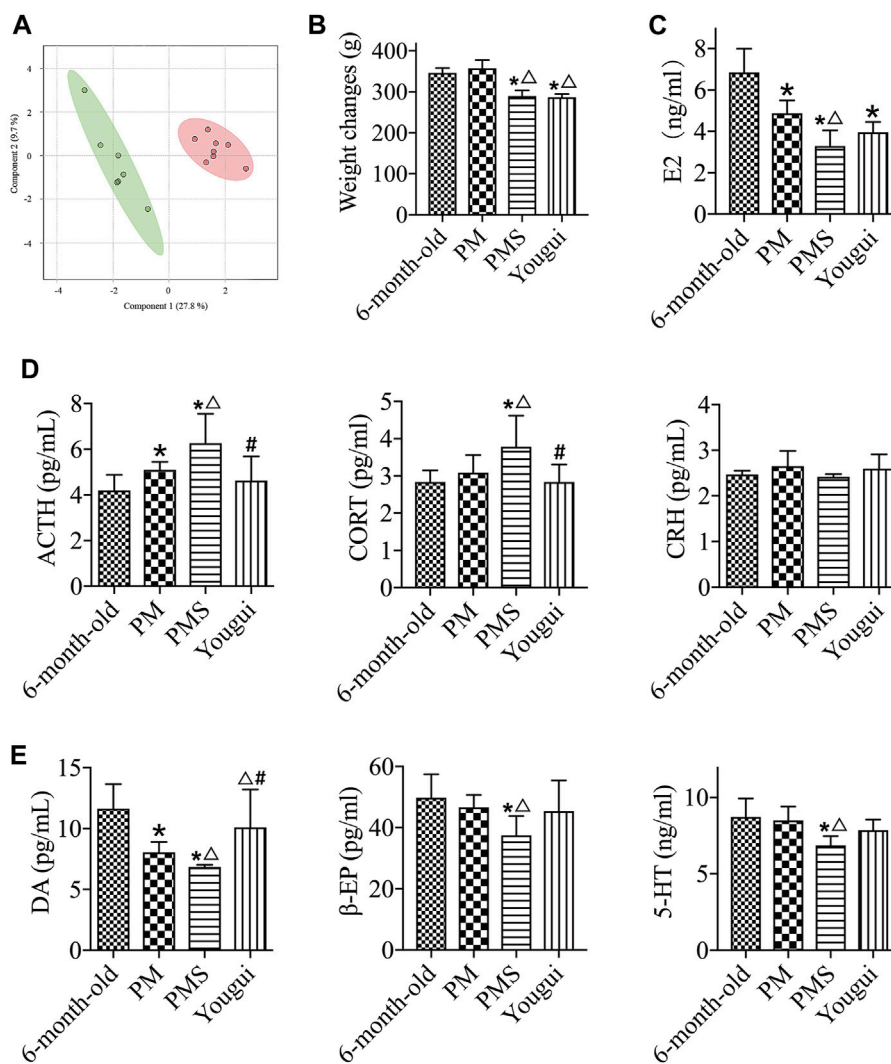 A
4
2
0
-2
-4
-4
-2
0
2
Component 2 (9.7 %)
Component 1 (27.8 %)
B
Weight changes (g)
400
300
200
100
0
*△
*△
6-month-old
PM
PMS
Yougui
C
E2 （ng/ml）
8
6
4
2
0
*
*△
*
6-month-old
PM
PMS
Yougui
D
ACTH (pg/mL)
8
6
4
2
0
*
*△
#
6-month-old
PM
PMS
Yougui
CORT (pg/ml)
5
4
3
2
1
0
*△
#
6-month-old
PM
PMS
Yougui
CRH (pg/mL)
4
3
2
1
0
6-month-old
PM
PMS
Yougui
E
DA (pg/mL)
15
10
5
0
*
*△
△#
6-month-old
PM
PMS
Yougui
β-EP (pg/ml)
60
40
20
0
*△
6-month-old
PM
PMS
Yougui
5-HT (ng/ml)
10
5
0
*△
6-month-old
PM
PMS
Yougui